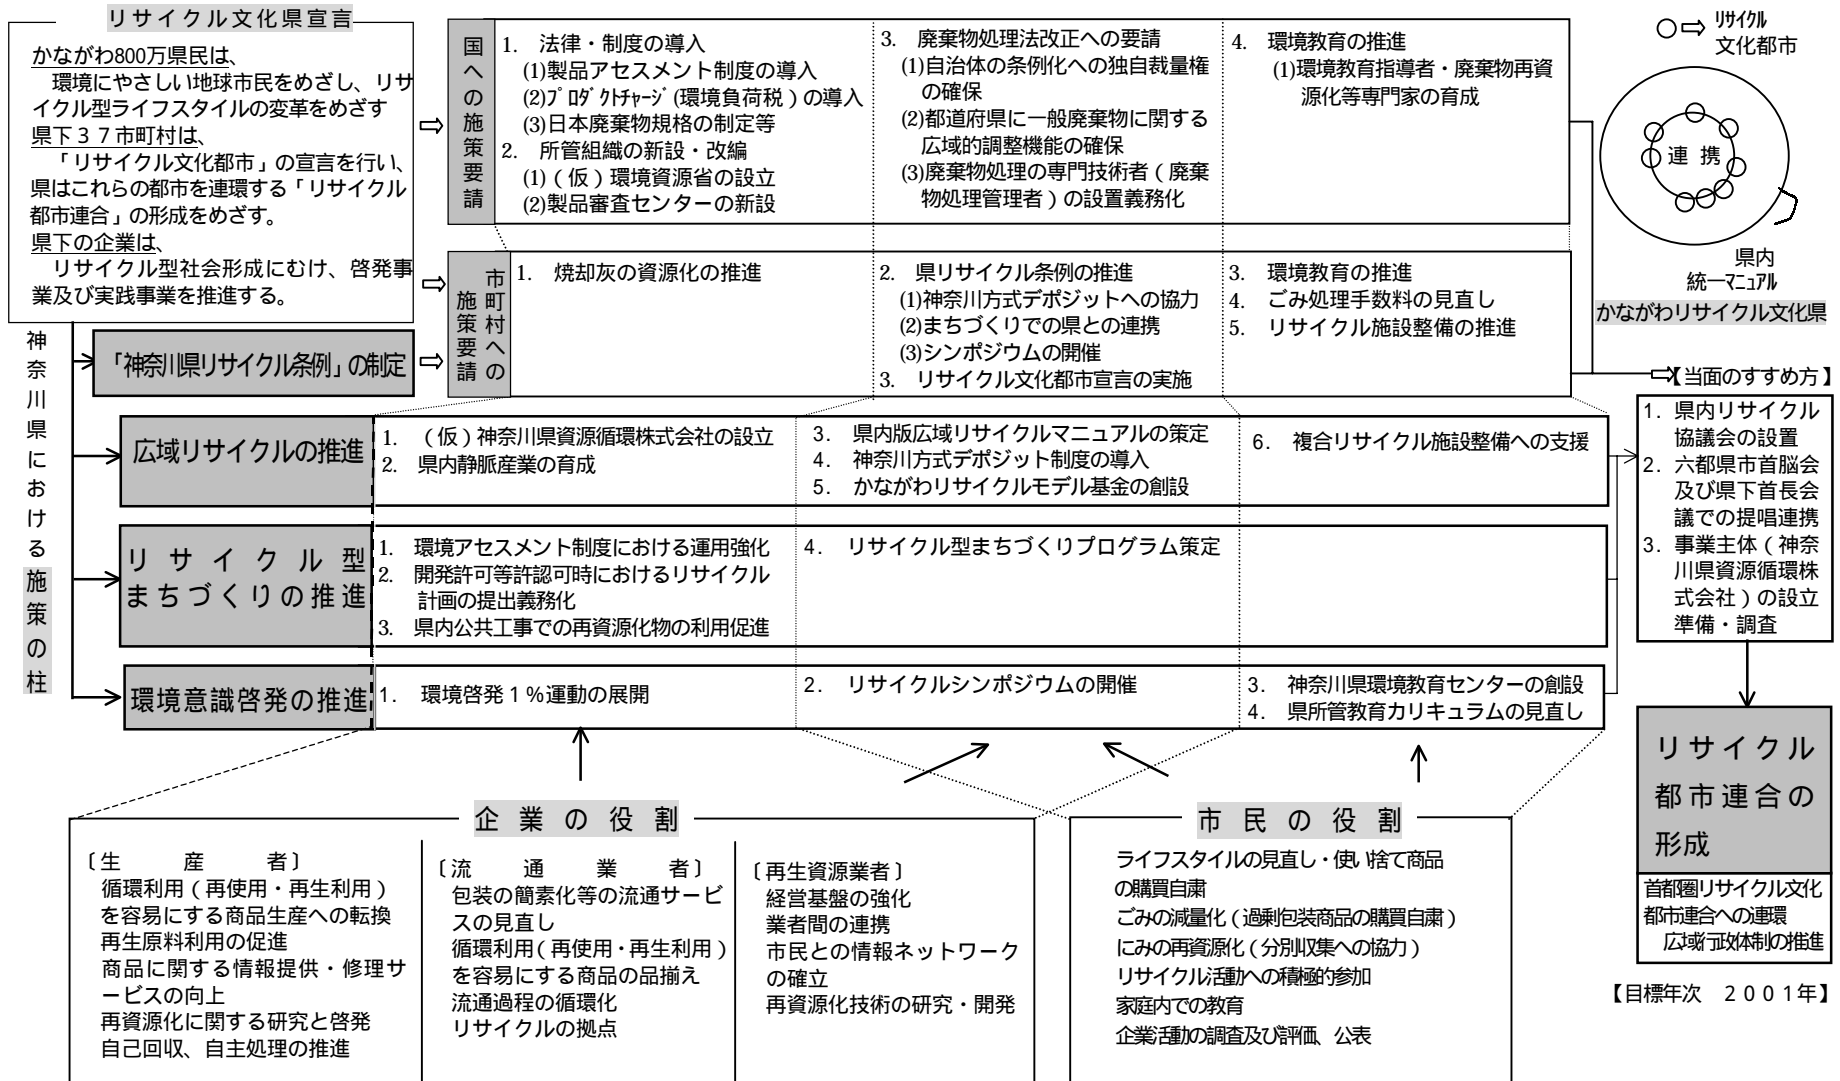 リサイクル文化県宣言
かながわ800万県民は、
環境にやさしい地球市民をめざし、リサ
イクル型ライフスタイルの変革をめざす
県下３７市町村は、
「リサイクル文化都市」の宣言を行い、
県はこれらの都市を連環する「リサイクル
都市連合」の形成をめざす。
県下の企業は、
リサイクル型社会形成にむけ、啓発事
業及び実践事業を推進する。
国への施策要請
1. 法律・制度の導入
(1)製品アセスメント制度の導入
(2)ﾌﾟﾛﾀﾞｸﾄﾁｬｰｼﾞ(環境負荷税）の導入
(3)日本廃棄物規格の制定等
2. 所管組織の新設・改編
(1)（仮）環境資源省の設立
(2)製品審査センターの新設
3. 廃棄物処理法改正への要請
(1)自治体の条例化への独自裁量権
の確保
(2)都道府県に一般廃棄物に関する
広域的調整機能の確保
(3)廃棄物処理の専門技術者（廃棄
物処理管理者）の設置義務化
4. 環境教育の推進
(1)環境教育指導者・廃棄物再資
源化等専門家の育成
ﾘｻｲｸﾙ
文化都市
連 携
県内
統一ﾏﾆｭｱﾙ
かながわリサイクル文化県
市町村への
施策要請
1. 焼却灰の資源化の推進
2. 県リサイクル条例の推進
(1)神奈川方式デポジットへの協力
(2)まちづくりでの県との連携
(3)シンポジウムの開催
3. リサイクル文化都市宣言の実施
3. 環境教育の推進
4. ごみ処理手数料の見直し
5. リサイクル施設整備の推進
神奈川県における施策の柱
「神奈川県リサイクル条例」の制定
広域リサイクルの推進
1. （仮）神奈川県資源循環株式会社の設立
2. 県内静脈産業の育成
3. 県内版広域リサイクルマニュアルの策定
4. 神奈川方式デポジット制度の導入
5. かながわリサイクルモデル基金の創設
6. 複合リサイクル施設整備への支援
リサイクル型
まちづくりの推進
1. 環境アセスメント制度における運用強化
2. 開発許可等許認可時におけるリサイクル
計画の提出義務化
3. 県内公共工事での再資源化物の利用促進
4. リサイクル型まちづくりプログラム策定
環境意識啓発の推進
1. 環境啓発１％運動の展開
2. リサイクルシンポジウムの開催
3. 神奈川県環境教育センターの創設
4. 県所管教育カリキュラムの見直し
【当面のすすめ方】
1. 県内リサイクル
協議会の設置
2. 六都県市首脳会
及び県下首長会
議での提唱連携
3. 事業主体（神奈
川県資源循環株
式会社）の設立
準備・調査
リサイクル
都市連合の
形成
首都圏リサイクル文化
都市連合への連環
広域行政体制の推進
【目標年次 ２００１年】
企業の役割
〔生産者〕
循環利用（再使用・再生利用）
を容易にする商品生産への転換
再生原料利用の促進
商品に関する情報提供・修理サ
ービスの向上
再資源化に関する研究と啓発
自己回収、自主処理の推進
〔流通業者〕
包装の簡素化等の流通サービ
スの見直し
循環利用（再使用・再生利用）
を容易にする商品の品揃え
流通過程の循環化
リサイクルの拠点
〔再生資源業者〕
経営基盤の強化
業者間の連携
市民との情報ネットワーク
の確立
再資源化技術の研究・開発
市民の役割
ライフスタイルの見直し・使い捨て商品
の購買自粛
ごみの減量化（過剰包装商品の購買自粛）
にみの再資源化（分別収集への協力）
リサイクル活動への積極的参加
家庭内での教育
企業活動の調査及び評価、公表